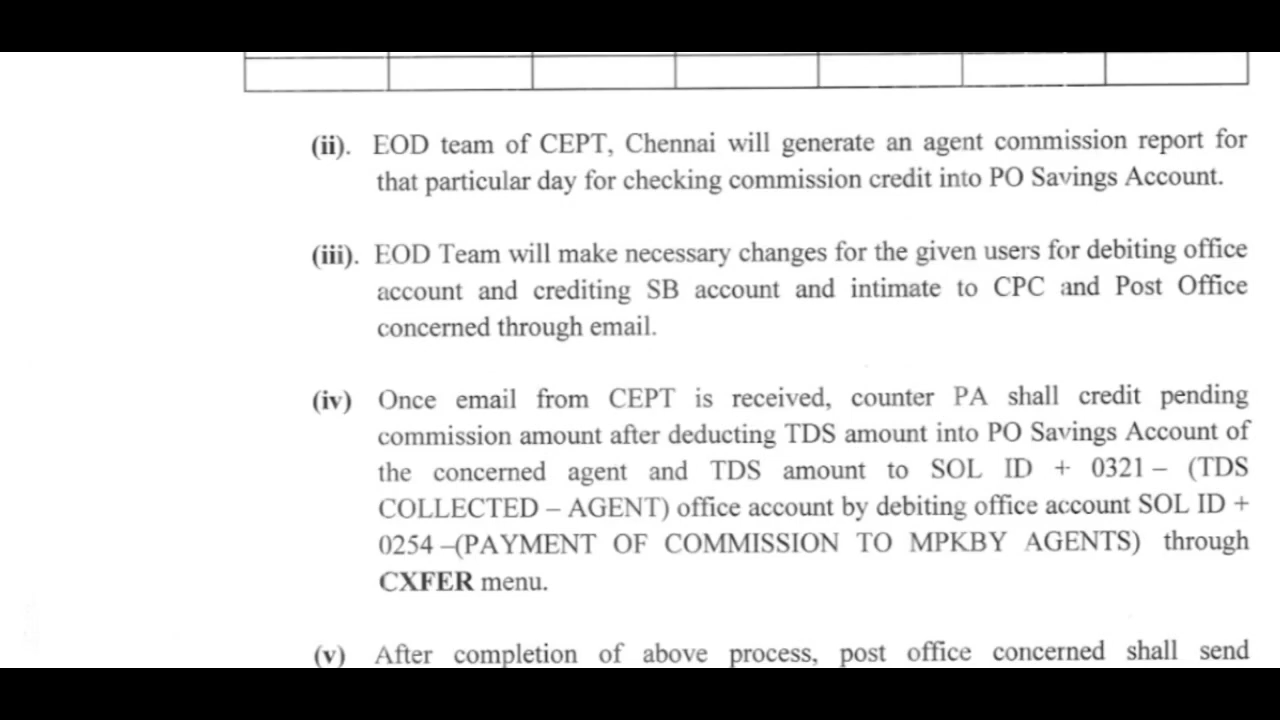 (ii). EOD team of CEPT, Chennai will generate an agent commission report for
that particular day for checking commission credit into PO Savings Account.
(iii). EOD Team will make necessary changes for the given users for debiting office
account and crediting SB account and intimate to CPC and Post Office
concerned through email.
(iv) Once email from CEPT is received, counter PA shall credit pending
commission amount after deducting TDS amount into PO Savings Account of
the concerned agent and TDS amount to SOL ID + 0321 – (TDS
COLLECTED – AGENT) office account by debiting office account SOL ID +
0254 –(PAYMENT OF COMMISSION TO MPKBY AGENTS) through
CXFER menu.
(v) After completion of above process, post office concerned shall send